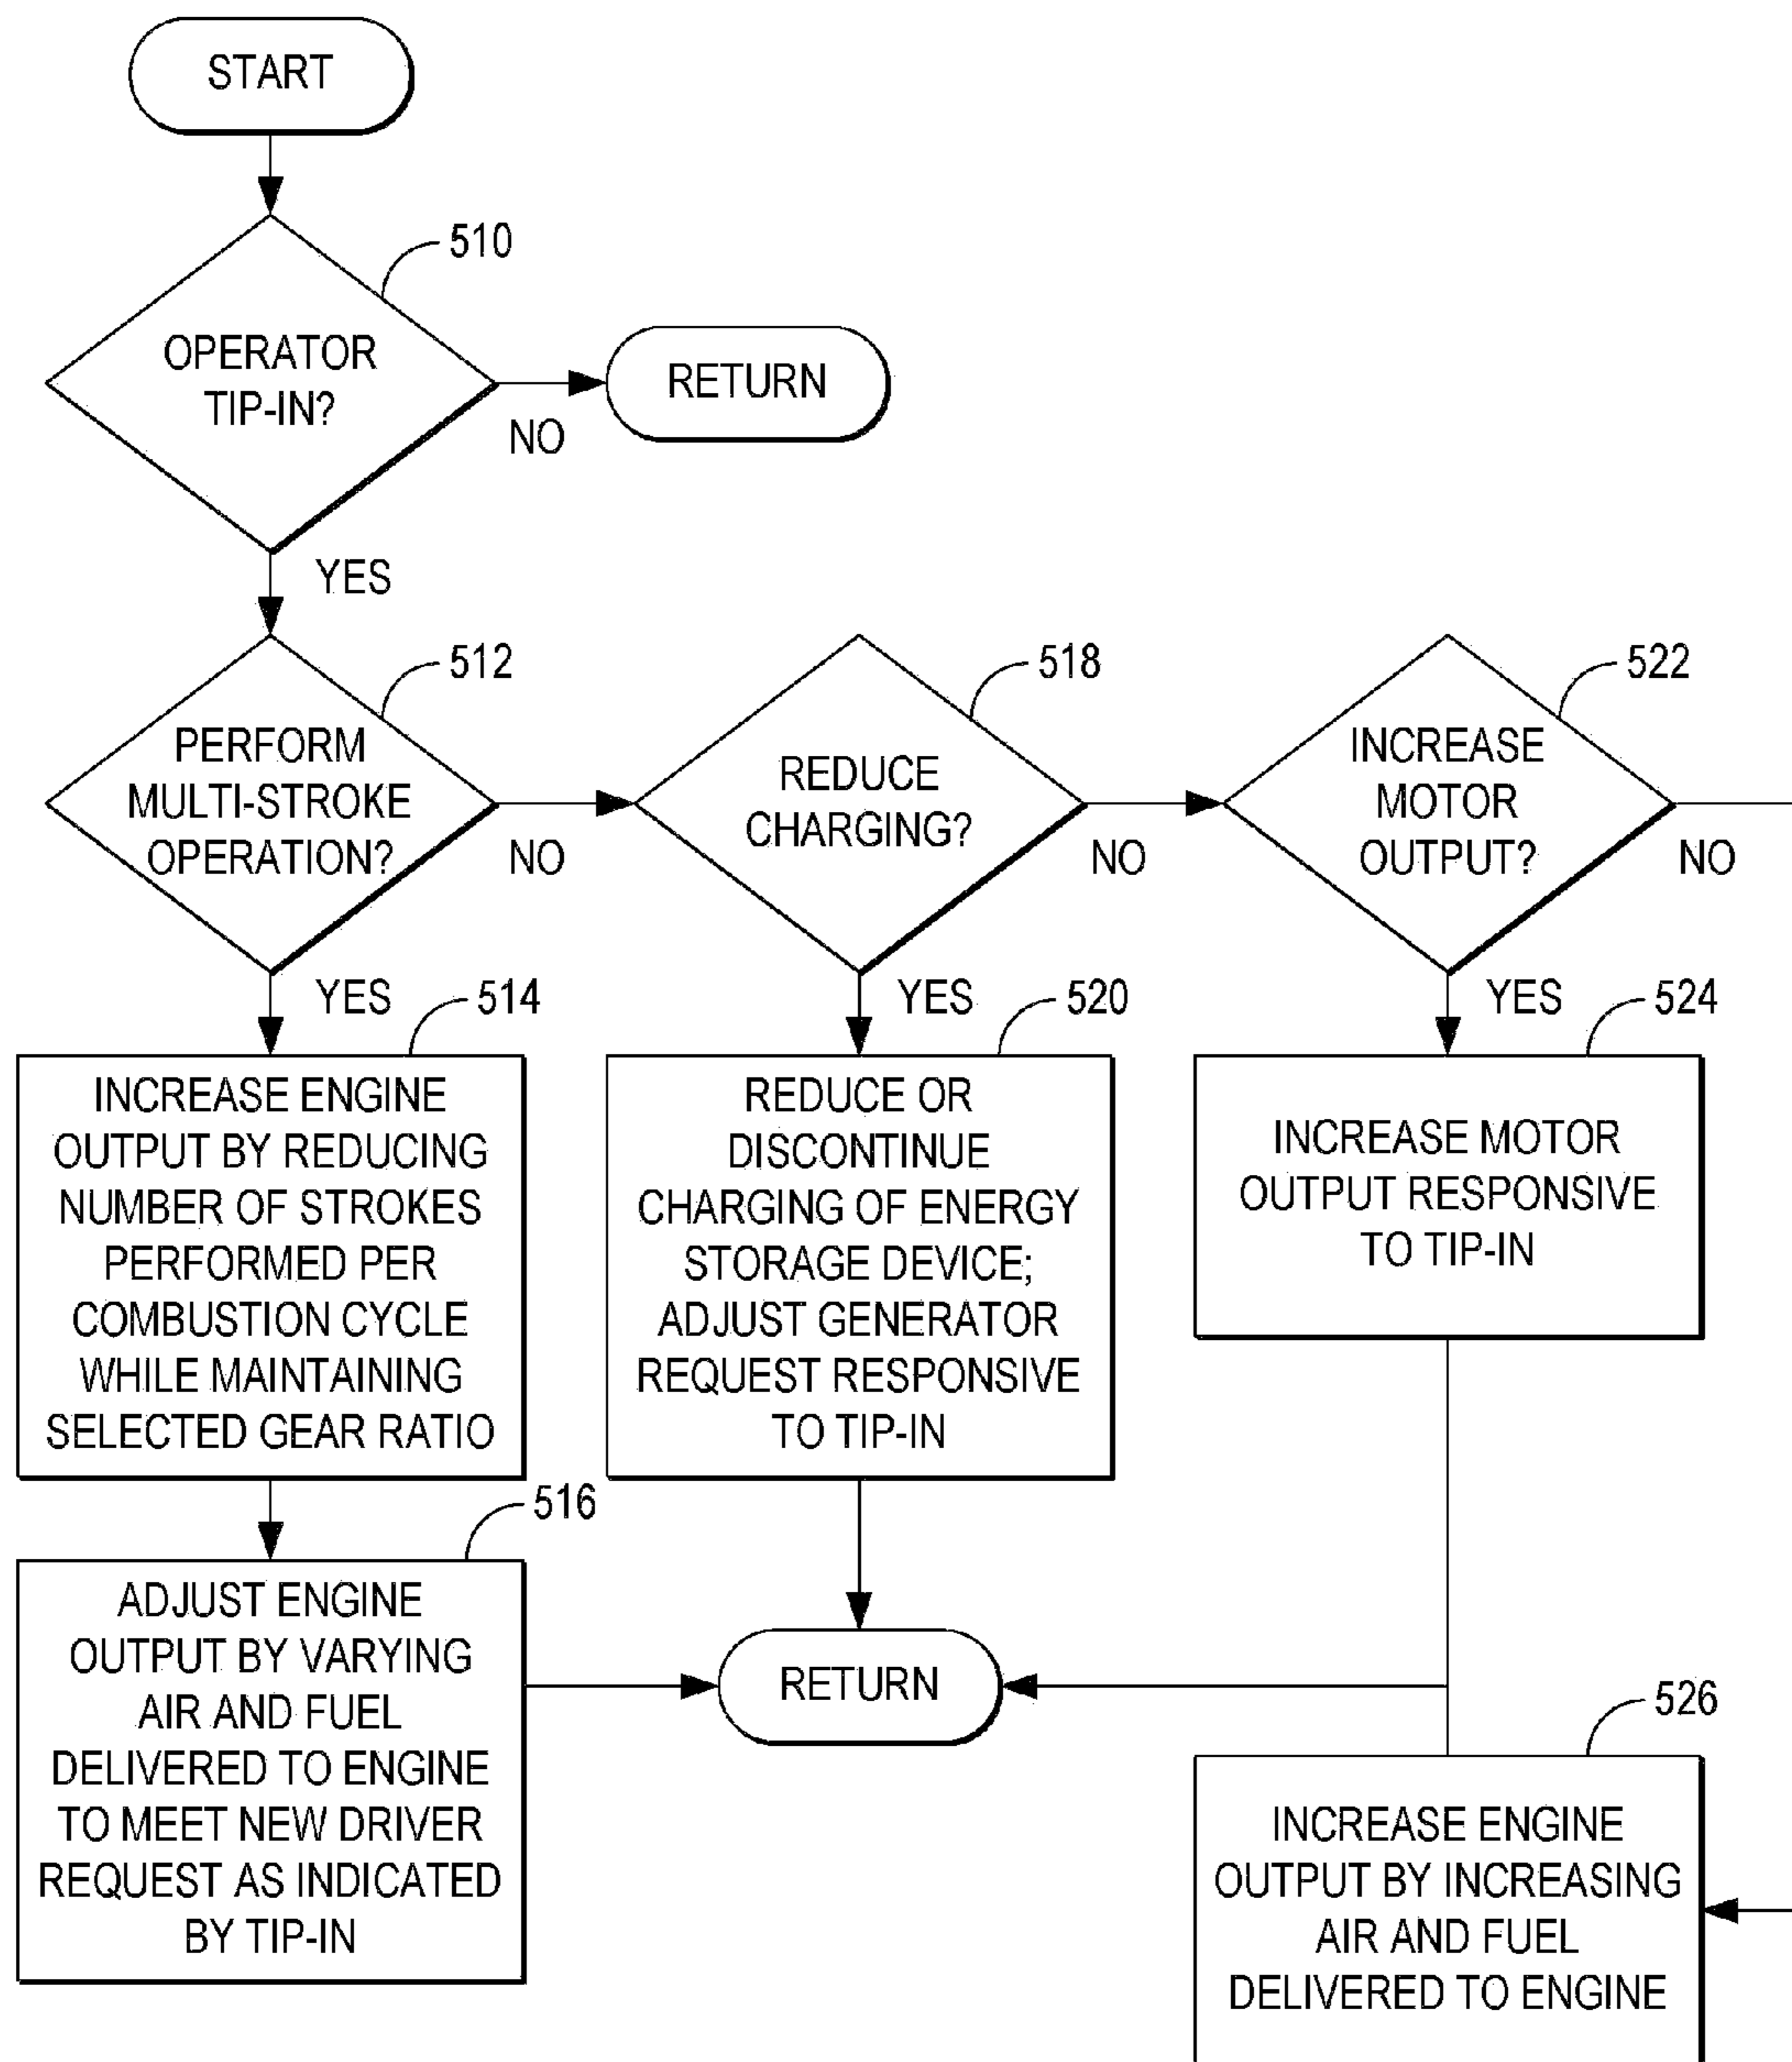 START
510
OPERATOR
TIP-IN?
RETURN
NO
YES
512
PERFORM
MULTI-STROKE
OPERATION?
NO
518
REDUCE
CHARGING?
NO
522
INCREASE
MOTOR
OUTPUT?
NO
YES
514
INCREASE ENGINE
OUTPUT BY REDUCING
NUMBER OF STROKES
PERFORMED PER
COMBUSTION CYCLE
WHILE MAINTAINING
SELECTED GEAR RATIO
YES
520
REDUCE OR
DISCONTINUE
CHARGING OF ENERGY
STORAGE DEVICE;
ADJUST GENERATOR
REQUEST RESPONSIVE
TO TIP-IN
YES
524
INCREASE MOTOR
OUTPUT RESPONSIVE
TO TIP-IN
516
ADJUST ENGINE
OUTPUT BY VARYING
AIR AND FUEL
DELIVERED TO ENGINE
TO MEET NEW DRIVER
REQUEST AS INDICATED
BY TIP-IN
RETURN
526
INCREASE ENGINE
OUTPUT BY INCREASING
AIR AND FUEL
DELIVERED TO ENGINE